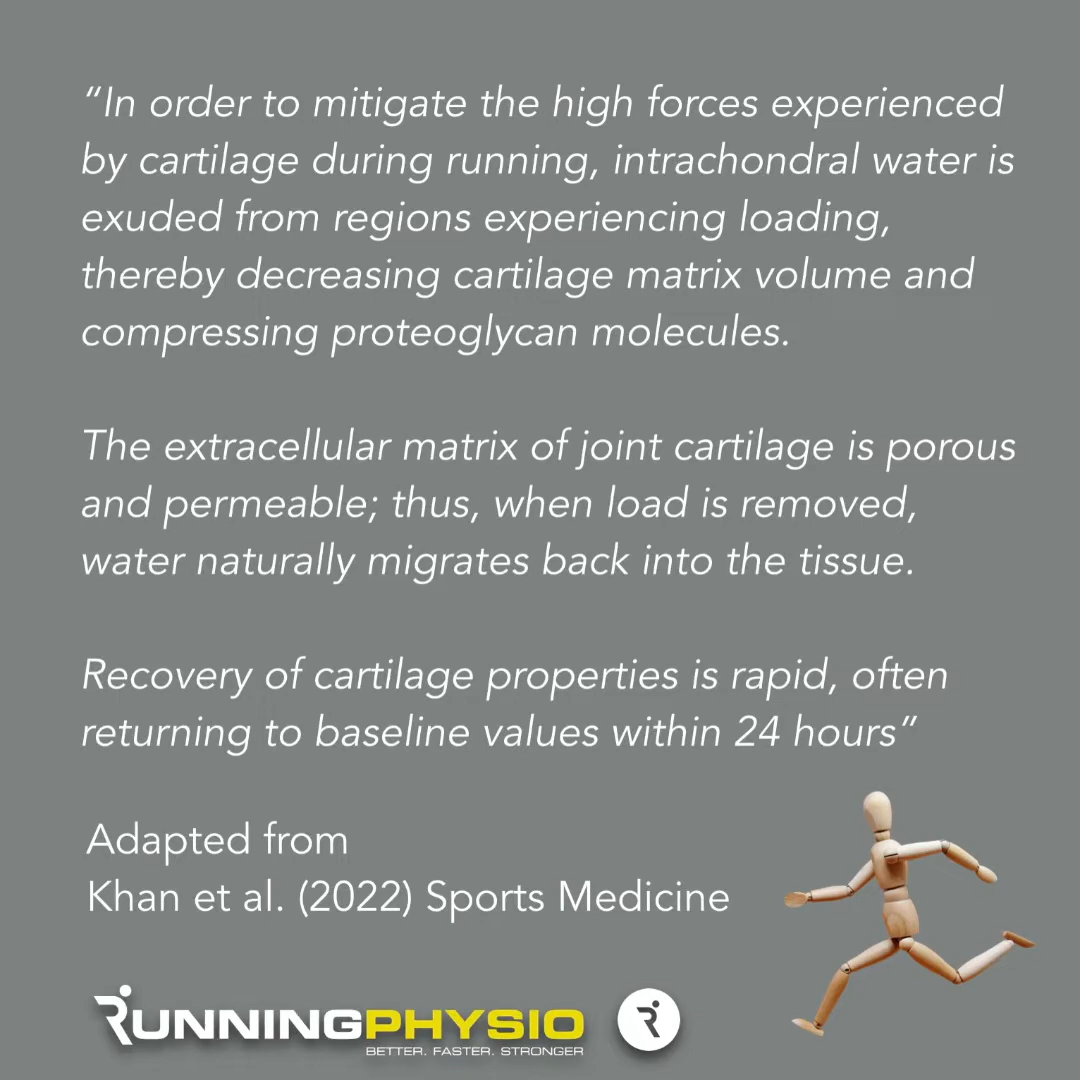 “In order to mitigate the high forces experienced
by cartilage during running, intrachondral water is
exuded from regions experiencing loading,
thereby decreasing cartilage matrix volume and
compressing proteoglycan molecules.
The extracellular matrix of joint cartilage is porous
and permeable; thus, when load is removed,
water naturally migrates back into the tissue.
Recovery of cartilage properties is rapid, often
returning to baseline values within 24 hours”
Adapted from
Khan et al. (2022) Sports Medicine
RUNNINGPHYSIO
BETTER. FASTER. STRONGER